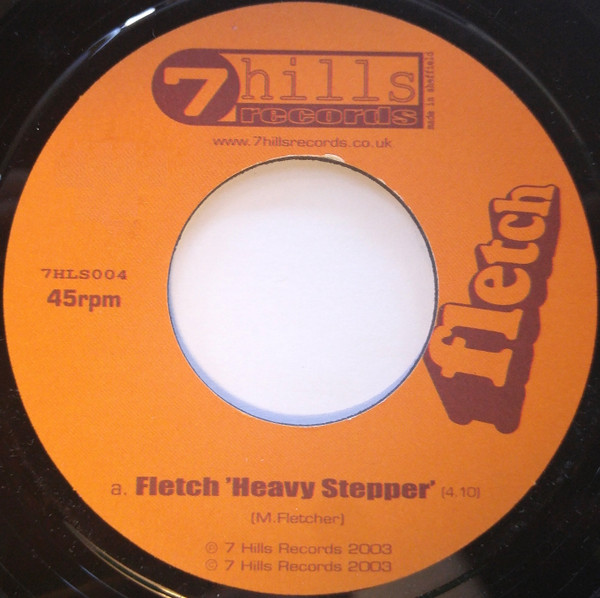 7 hills
records
made in sheffield
www.7hillsrecords.co.uk
fletch
7HLS004
45rpm
a. Fletch 'Heavy Stepper' (4.10)
(M.Fletcher)
℗ 7 Hills Records 2003
© 7 Hills Records 2003